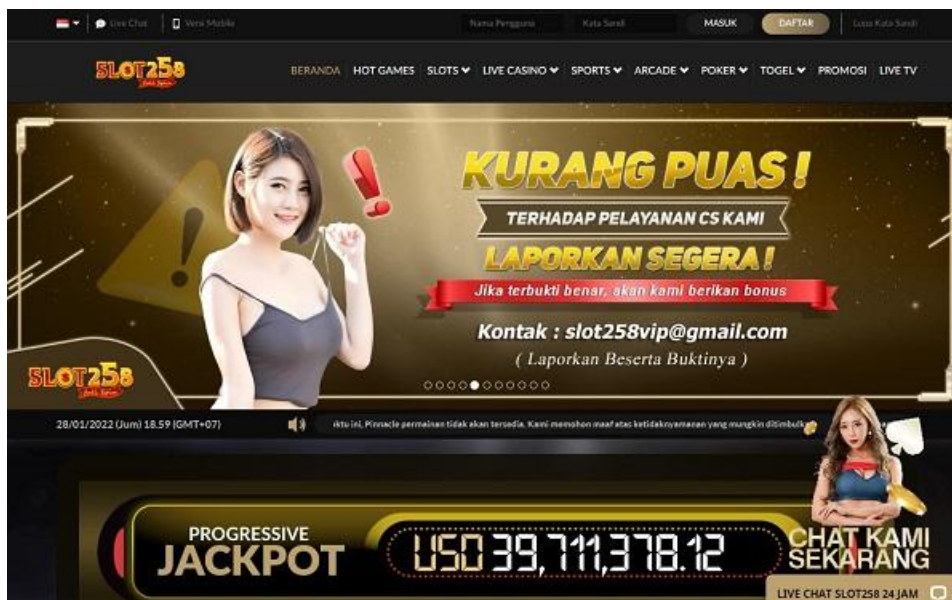 Live Chat Versi Mobile Nama Pengguna Kata Sandi MASUK DAFTAR Lupa Kata Sandi
SLOT258
BERANDA HOT GAMES SLOTS LIVE CASINO SPORTS ARCADE POKER TOGEL PROMOSI LIVE TV
KURANG PUAS !
TERHADAP PELAYANAN CS KAMI
LAPORKAN SEGERA !
Jika terbukti benar, akan kami berikan bonus
Kontak : slot258vip@gmail.com
( Laporkan Beserta Buktinya )
SLOT258
28/01/2022 (Jum) 18.59 (GMT+07)
ktu ini, Pinnacle permainan tidak akan tersedia. Kami memohon maaf atas ketidaknyamanan yang mungkin ditimbulk
PROGRESSIVE
JACKPOT
USD 39,711,378.12
CHAT KAMI
SEKARANG
LIVE CHAT SLOT258 24 JAM